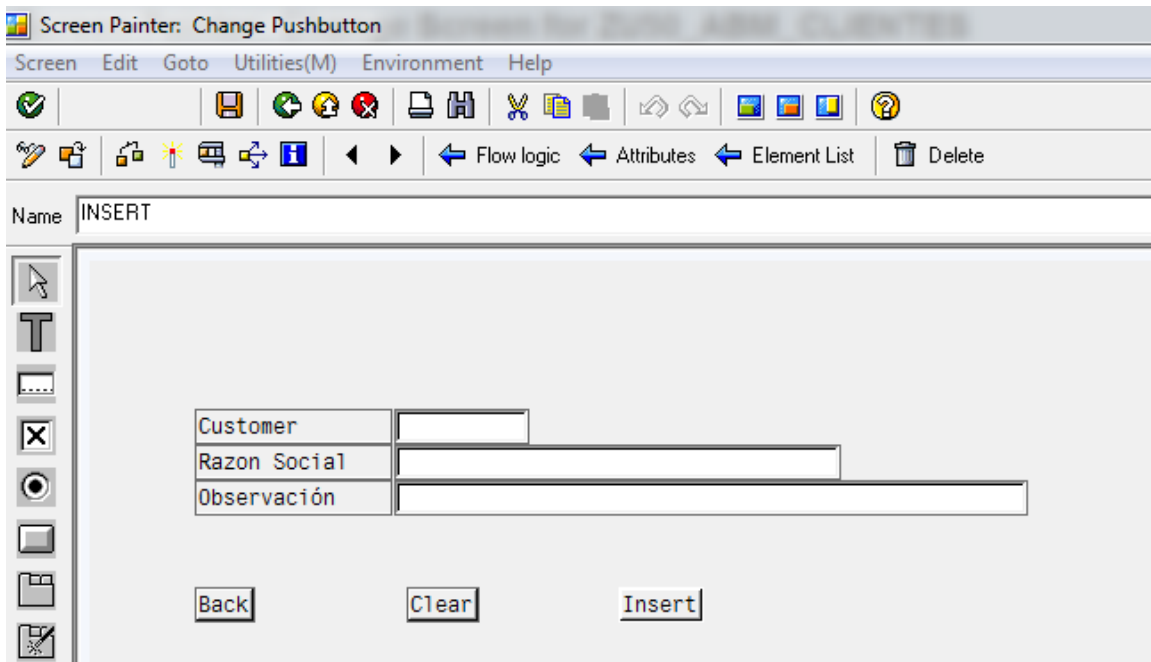 Screen Painter: Change Pushbutton
Screen Edit Goto Utilities(M) Environment Help
Flow logic Attributes Element List Delete
Name INSERT
Customer
Razon Social
Observación
Back Clear Insert